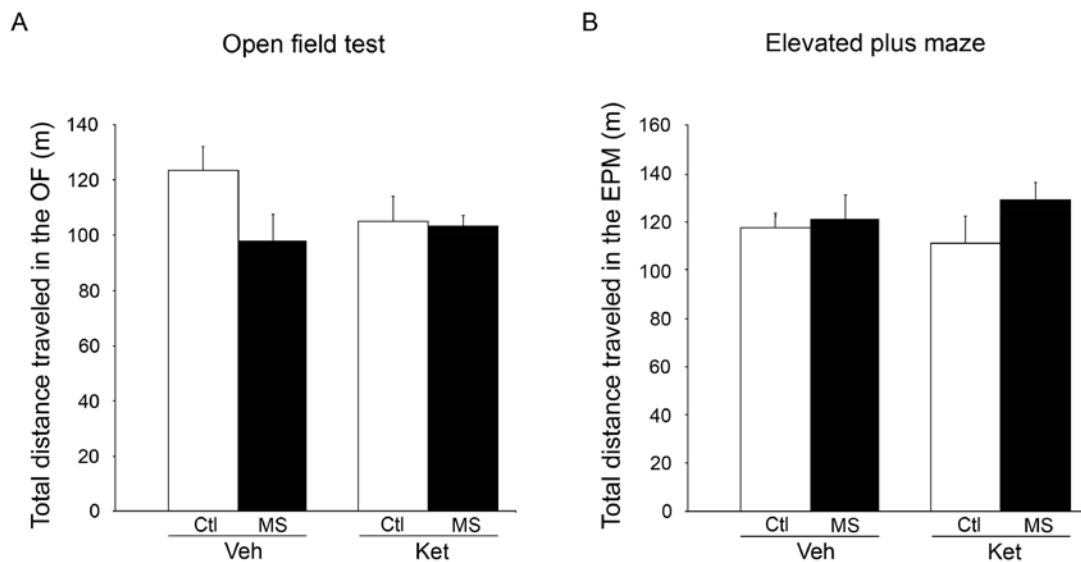 A
Open field test
Total distance traveled in the OF (m)
140
120
100
80
60
40
20
0
Ctl MS Ctl MS
Veh Ket
B
Elevated plus maze
Total distance traveled in the EPM (m)
160
140
120
100
80
60
40
20
0
Ctl MS Ctl MS
Veh Ket